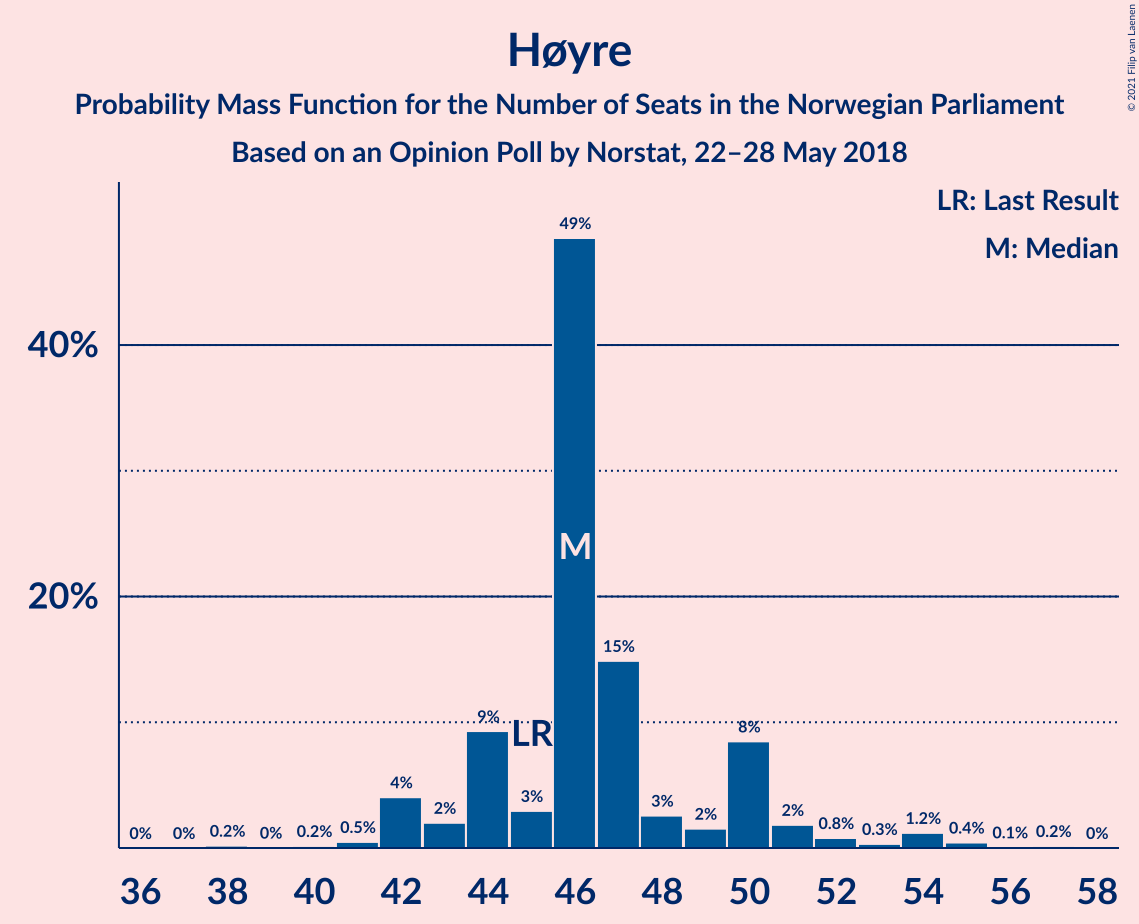 Høyre
Probability Mass Function for the Number of Seats in the Norwegian Parliament
Based on an Opinion Poll by Norstat, 22–28 May 2018
© 2021 Filip van Laenen
LR: Last Result
M: Median
40%
20%
0%
0%
0.2%
0%
0.2%
0.5%
4%
2%
9%
3%
49%
15%
3%
2%
8%
2%
0.8%
0.3%
1.2%
0.4%
0.1%
0.2%
0%
LR
M
36 38 40 42 44 46 48 50 52 54 56 58